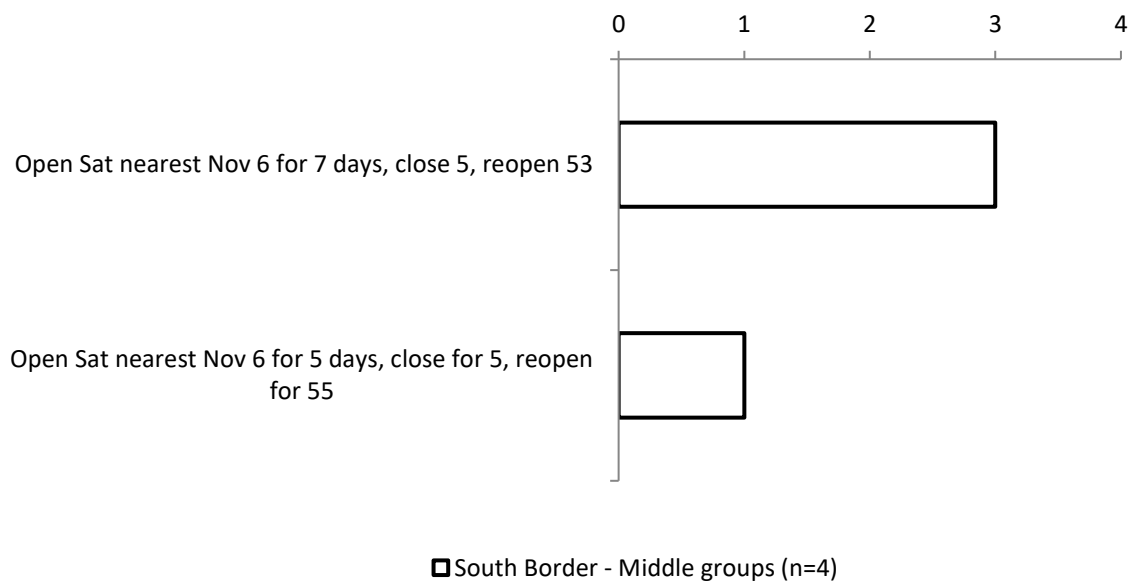 0 1 2 3 4
Open Sat nearest Nov 6 for 7 days, close 5, reopen 53
Open Sat nearest Nov 6 for 5 days, close for 5, reopen
for 55
South Border - Middle groups (n=4)